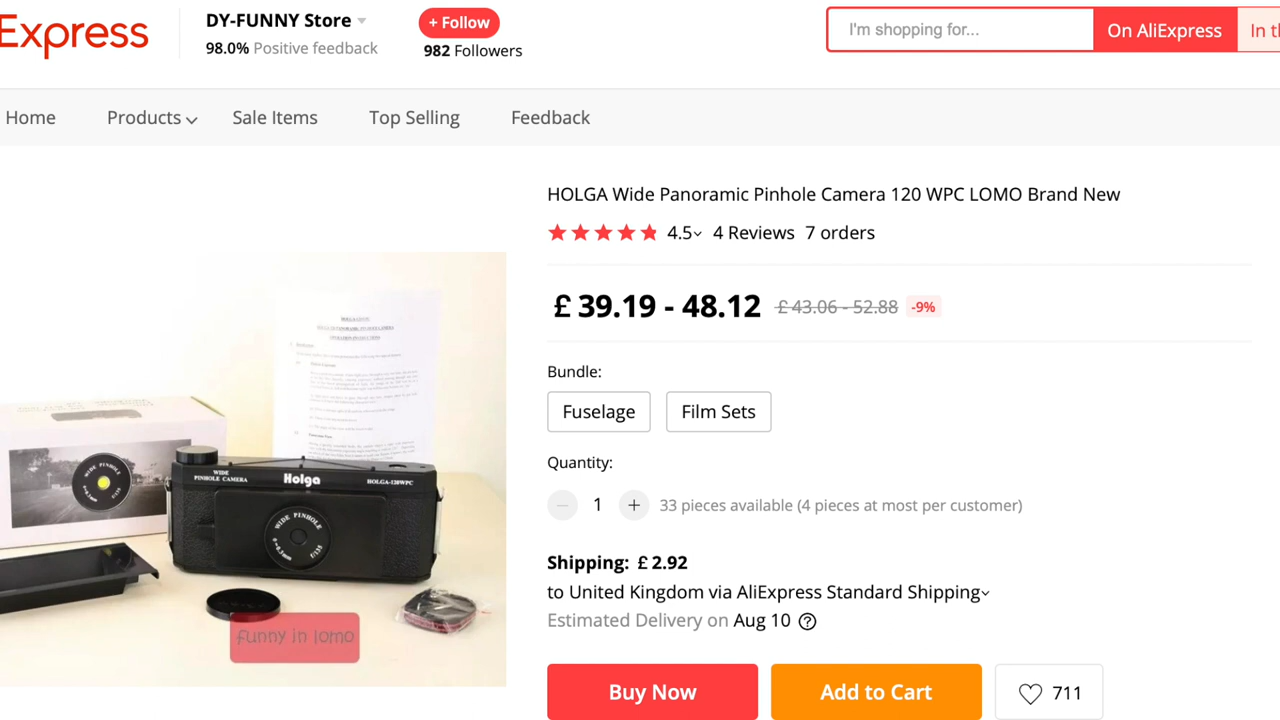 Express
DY-FUNNY Store
+ Follow
98.0% Positive feedback
982 Followers
I'm shopping for...
On AliExpress
In t
Home
Products
Sale Items
Top Selling
Feedback
HOLGA Wide Panoramic Pinhole Camera 120 WPC LOMO Brand New
4.5 4 Reviews 7 orders
£ 39.19 - 48.12 £ 43.06 - 52.88 -9%
Bundle:
Fuselage
Film Sets
Quantity:
1 + 33 pieces available (4 pieces at most per customer)
Shipping: £ 2.92
to United Kingdom via AliExpress Standard Shipping
Estimated Delivery on Aug 10 ?
Buy Now
Add to Cart
711
WIDE PINHOLE
WIDE
PINHOLE CAMERA
Holga
HOLGA-120WPC
WIDE PINHOLE
f/135
funny in lomo